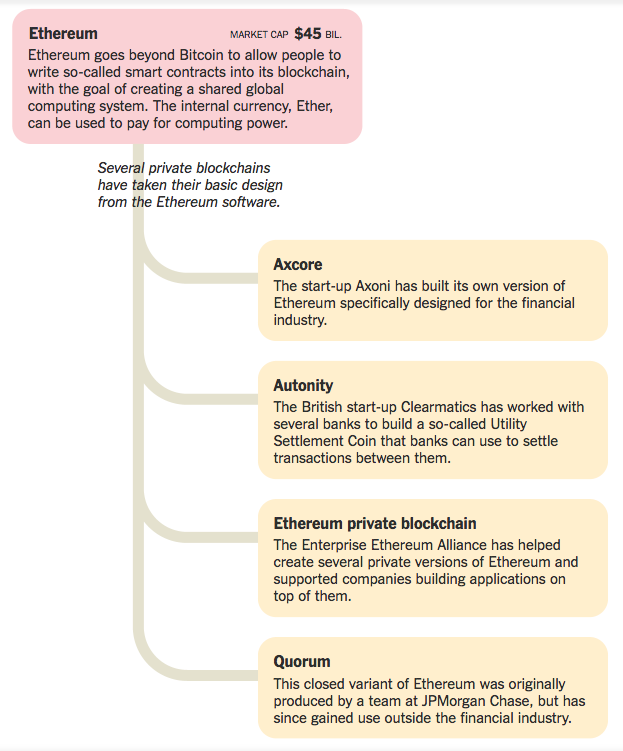 Ethereum MARKET CAP $45 BIL.
Ethereum goes beyond Bitcoin to allow people to
write so-called smart contracts into its blockchain,
with the goal of creating a shared global
computing system. The internal currency, Ether,
can be used to pay for computing power.
Several private blockchains
have taken their basic design
from the Ethereum software.
Axcore
The start-up Axoni has built its own version of
Ethereum specifically designed for the financial
industry.
Autonity
The British start-up Clearmatics has worked with
several banks to build a so-called Utility
Settlement Coin that banks can use to settle
transactions between them.
Ethereum private blockchain
The Enterprise Ethereum Alliance has helped
create several private versions of Ethereum and
supported companies building applications on
top of them.
Quorum
This closed variant of Ethereum was originally
produced by a team at JPMorgan Chase, but has
since gained use outside the financial industry.